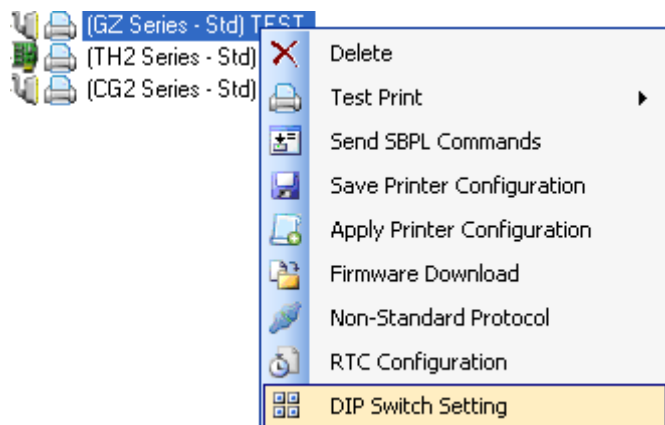 (GZ Series - Std) TEST
(TH2 Series - Std)
(CG2 Series - Std)
Delete
Test Print
Send SBPL Commands
Save Printer Configuration
Apply Printer Configuration
Firmware Download
Non-Standard Protocol
RTC Configuration
DIP Switch Setting